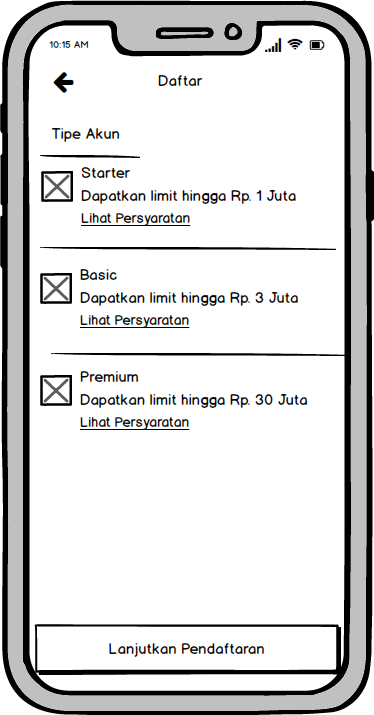 10:15 AM
Daftar
Tipe Akun
Starter
Dapatkan limit hingga Rp. 1 Juta
Lihat Persyaratan
Basic
Dapatkan limit hingga Rp. 3 Juta
Lihat Persyaratan
Premium
Dapatkan limit hingga Rp. 30 Juta
Lihat Persyaratan
Lanjutkan Pendaftaran